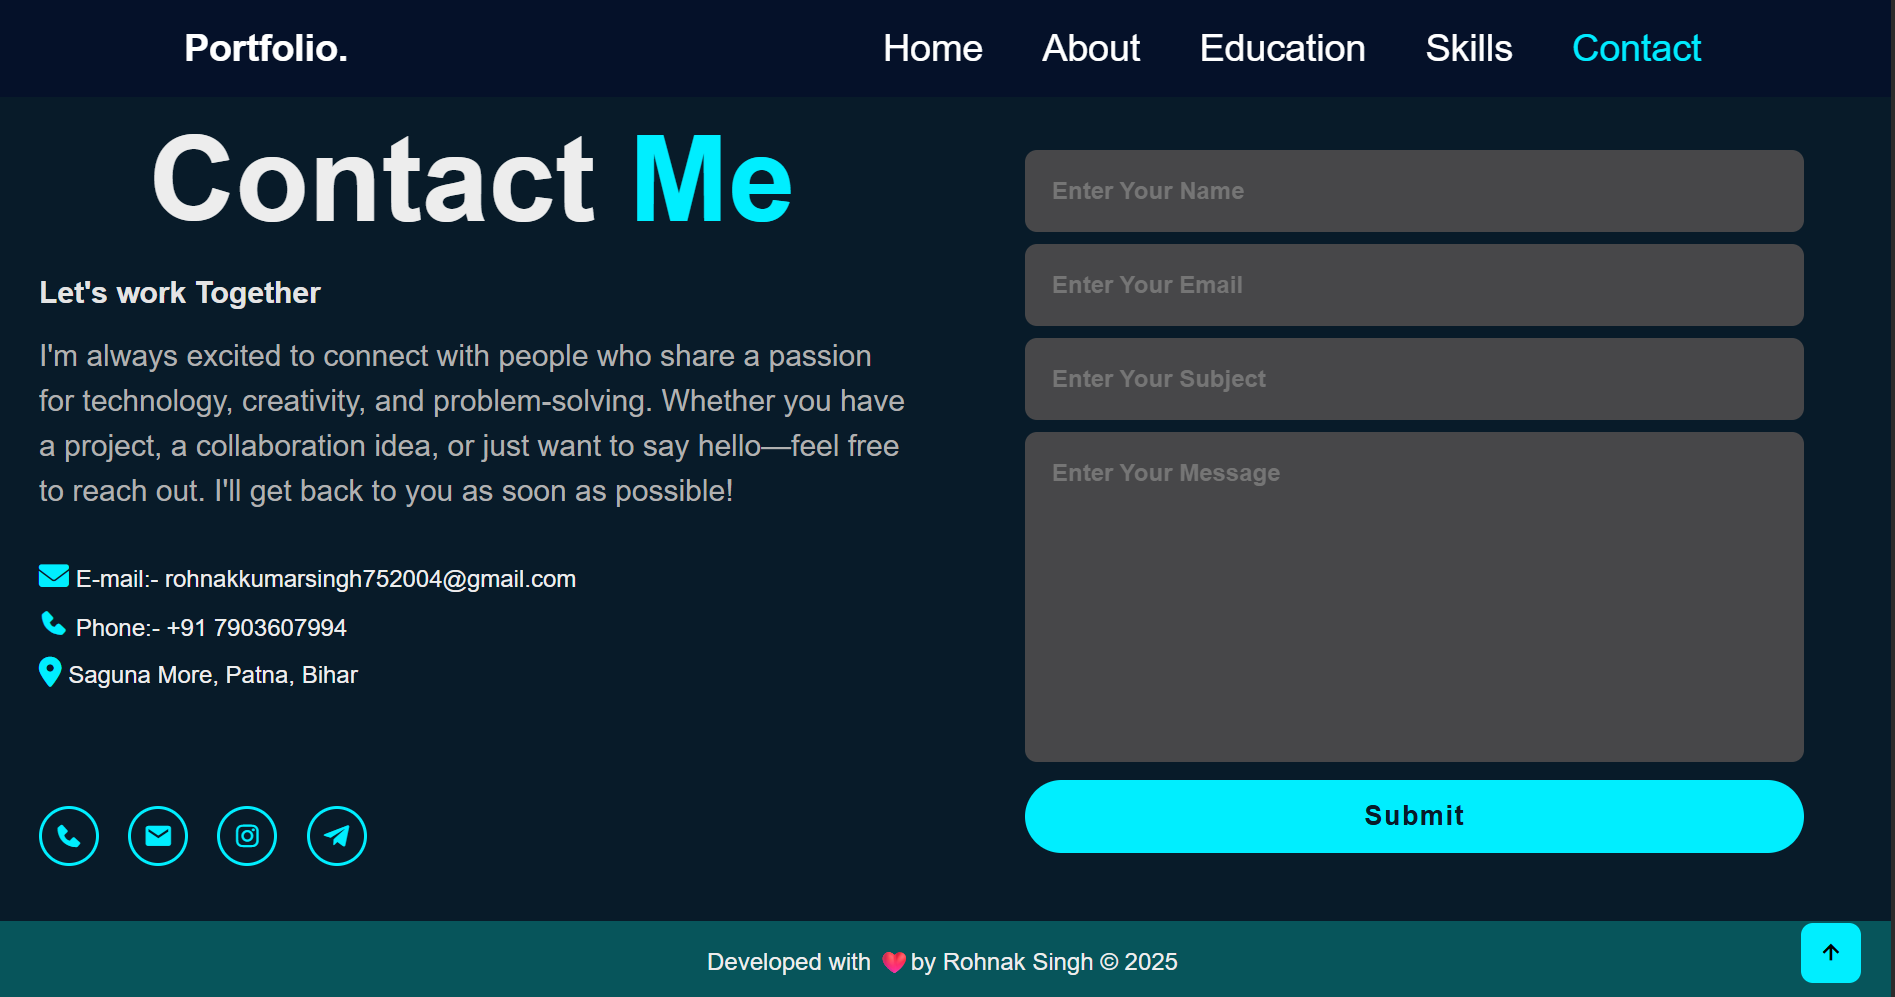 Portfolio.
Home About Education Skills Contact
Contact Me
Let's work Together
I'm always excited to connect with people who share a passion
for technology, creativity, and problem-solving. Whether you have
a project, a collaboration idea, or just want to say hello—feel free
to reach out. I'll get back to you as soon as possible!
E-mail:- rohnakkumarsingh752004@gmail.com
Phone:- +91 7903607994
Saguna More, Patna, Bihar
Enter Your Name
Enter Your Email
Enter Your Subject
Enter Your Message
Submit
Developed with ❤️ by Rohnak Singh © 2025